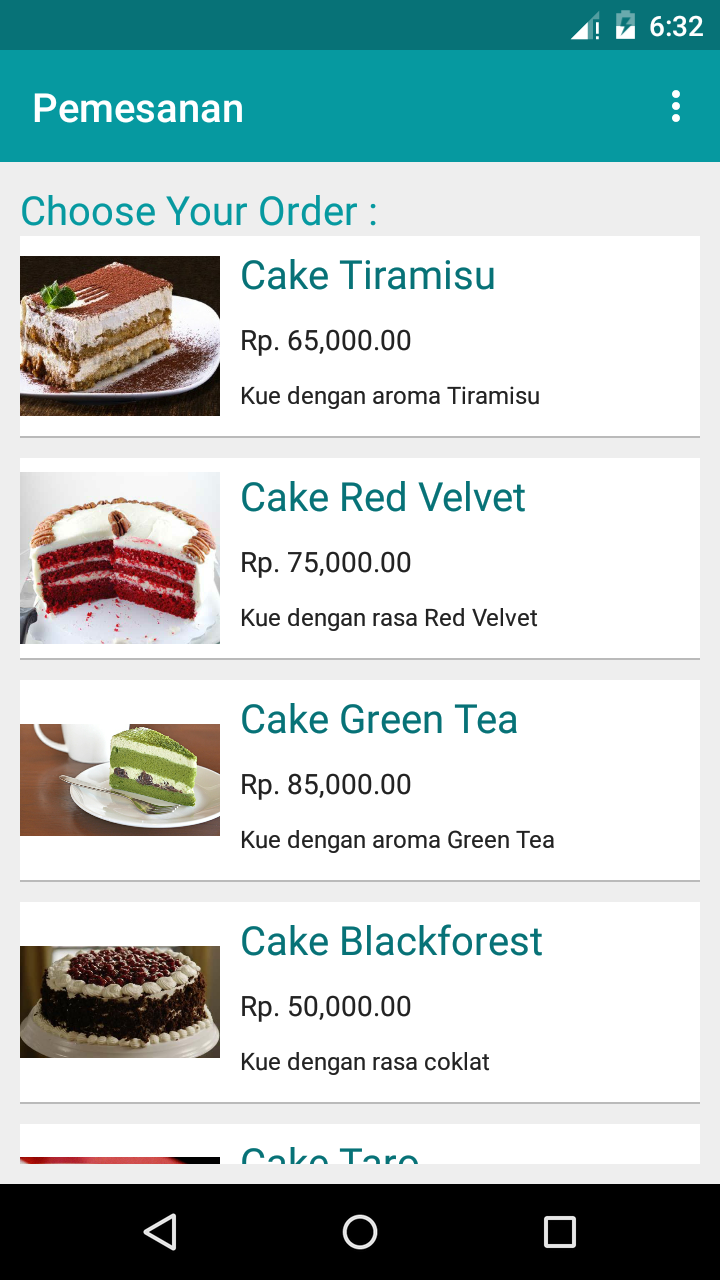 6:32
Pemesanan
Choose Your Order :
Cake Tiramisu
Rp. 65,000.00
Kue dengan aroma Tiramisu
Cake Red Velvet
Rp. 75,000.00
Kue dengan rasa Red Velvet
Cake Green Tea
Rp. 85,000.00
Kue dengan aroma Green Tea
Cake Blackforest
Rp. 50,000.00
Kue dengan rasa coklat
Cake Taro